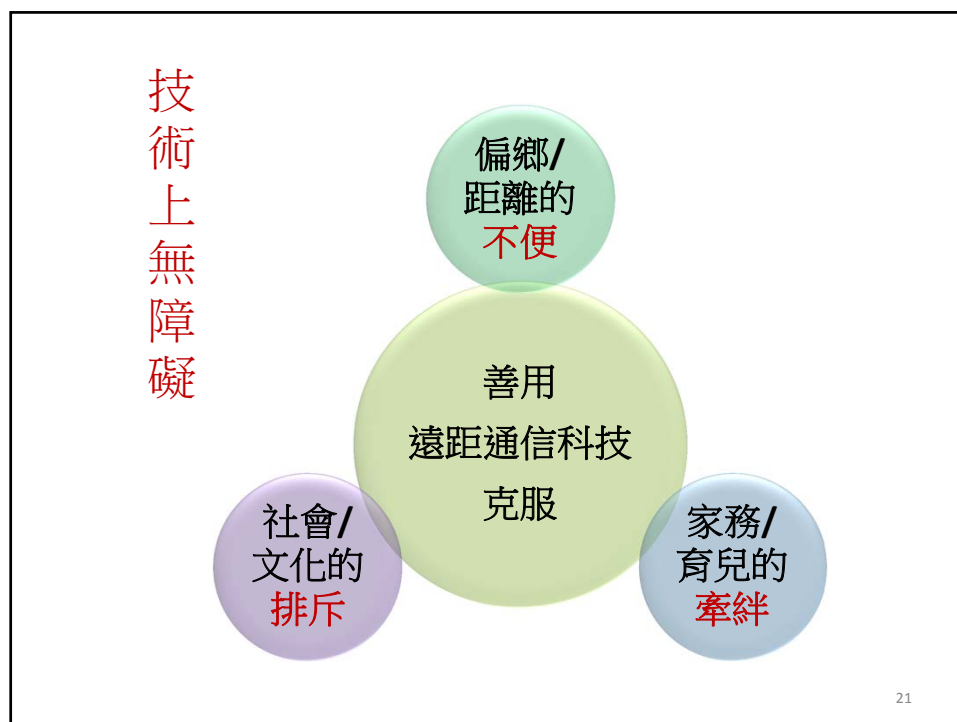 技術上無障礙
偏鄉/
距離的
不便
善用
遠距通信科技
克服
社會/
文化的
排斥
家務/
育兒的
牽絆
21